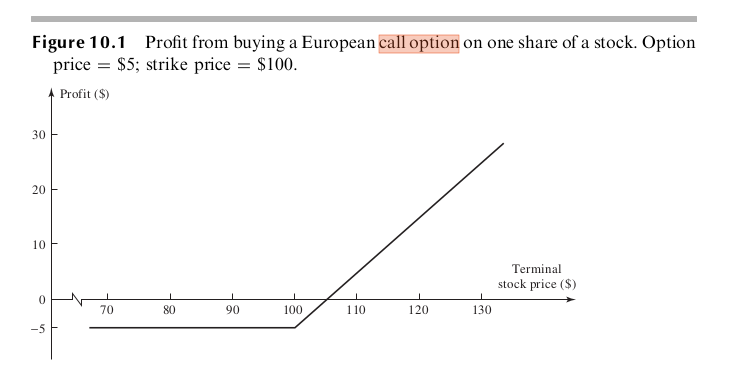 Figure 10.1 Profit from buying a European call option on one share of a stock. Option
price = $5; strike price = $100.
Profit ($)
30
20
10
0
−5
70 80 90 100 110 120 130
Terminal
stock price ($)